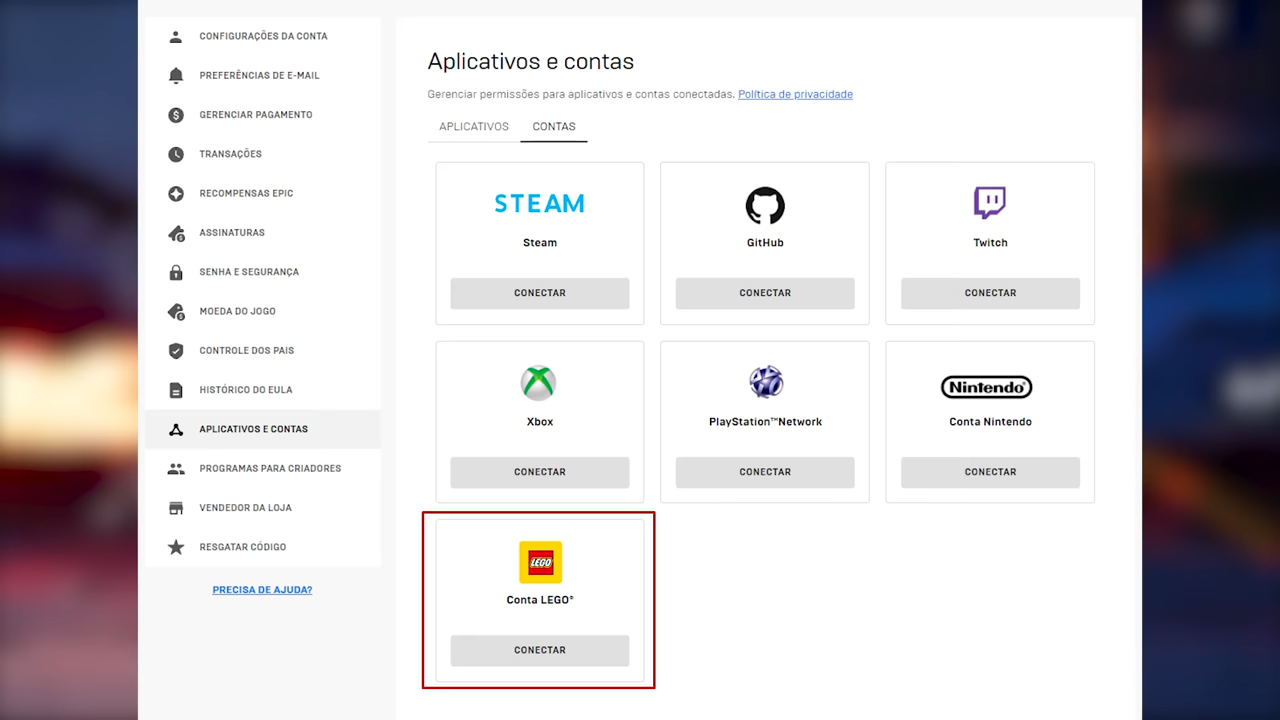 CONFIGURAÇÕES DA CONTA
PREFERÊNCIAS DE E-MAIL
GERENCIAR PAGAMENTO
TRANSAÇÕES
RECOMPENSAS EPIC
ASSINATURAS
SENHA E SEGURANÇA
MOEDA DO JOGO
CONTROLE DOS PAIS
HISTÓRICO DO EULA
APLICATIVOS E CONTAS
PROGRAMAS PARA CRIADORES
VENDEDOR DA LOJA
RESGATAR CÓDIGO
PRECISA DE AJUDA?
Aplicativos e contas
Gerenciar permissões para aplicativos e contas conectadas. Política de privacidade
APLICATIVOS CONTAS
STEAM
Steam GitHub Twitch
CONECTAR CONECTAR CONECTAR
Nintendo®
Xbox PlayStation™Network Conta Nintendo
CONECTAR CONECTAR CONECTAR
LEGO
Conta LEGO®
CONECTAR